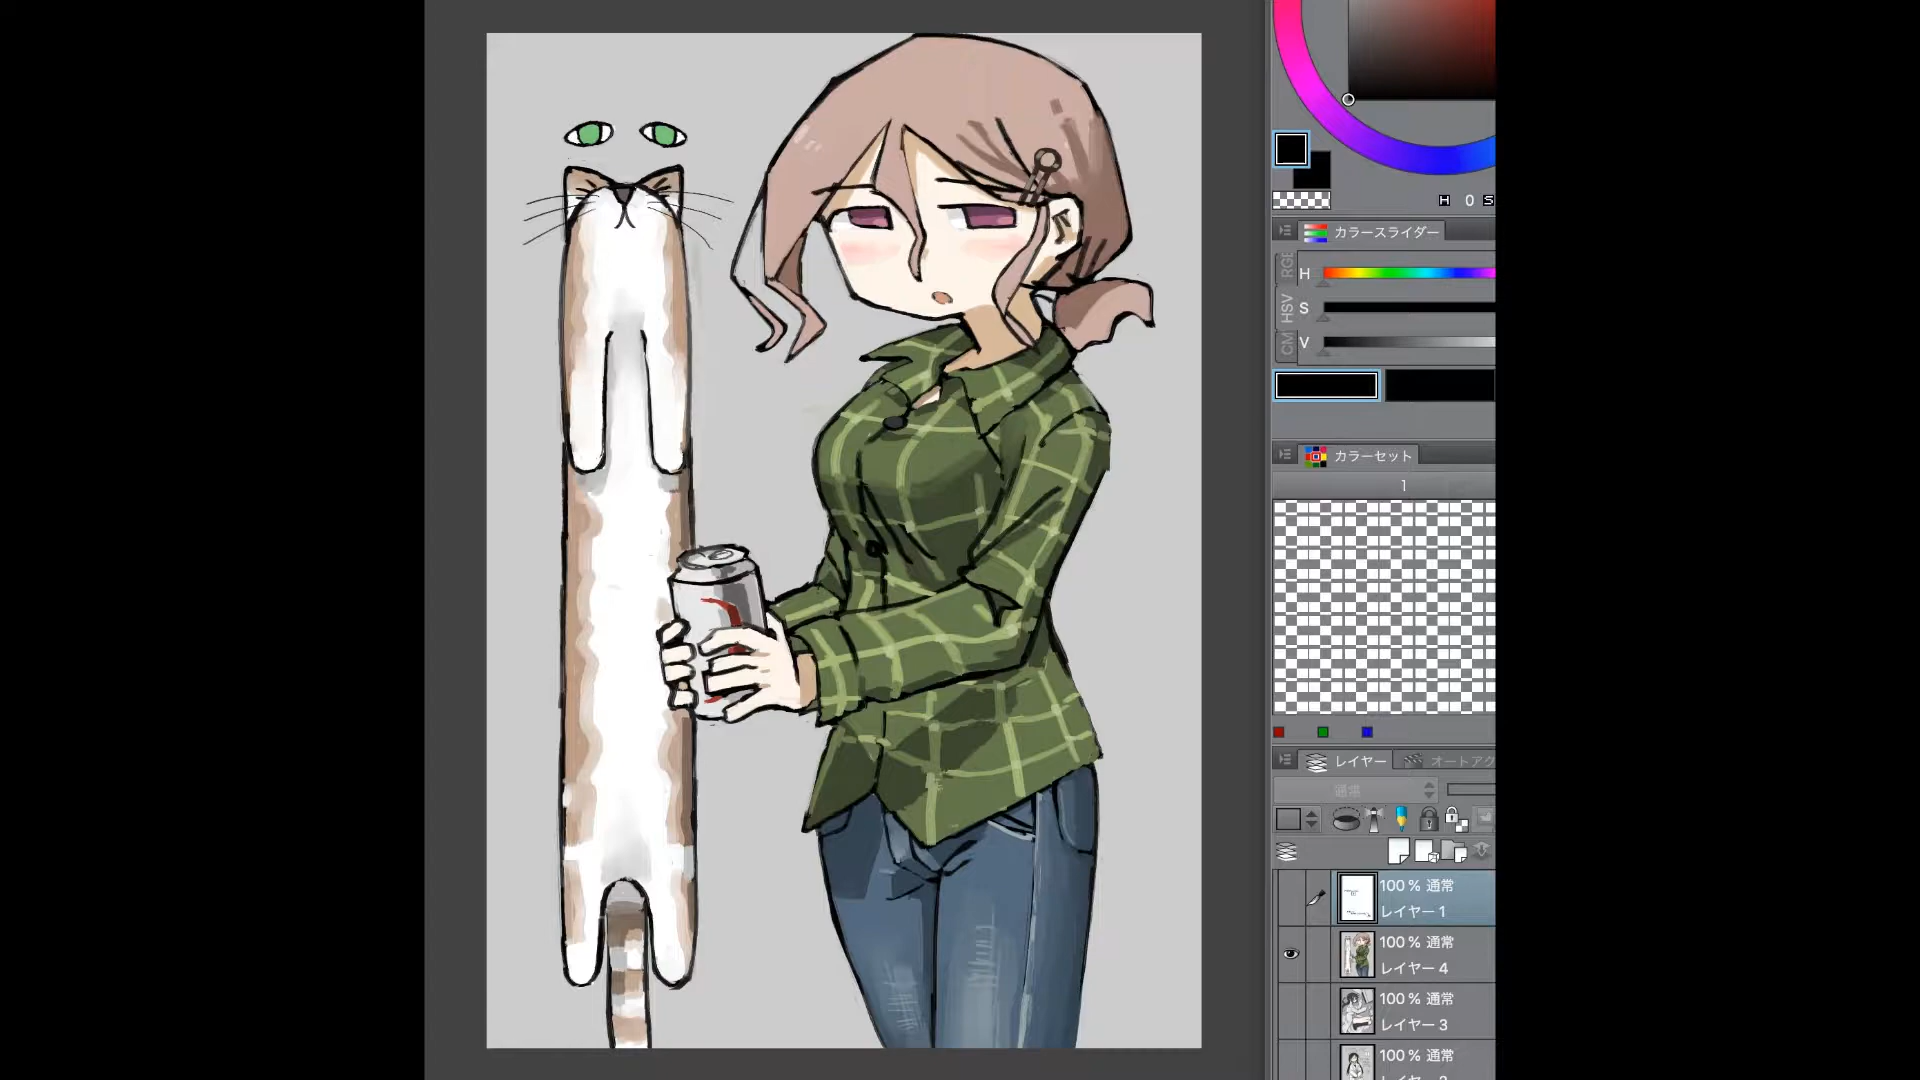 H 0 S
カラースライダー
RGB
H
HSV
S
CM
V
カラーセット
1
レイヤー
オートアク
通常
100 % 通常
レイヤー 1
100 % 通常
レイヤー 4
100 % 通常
レイヤー 3
100 % 通常